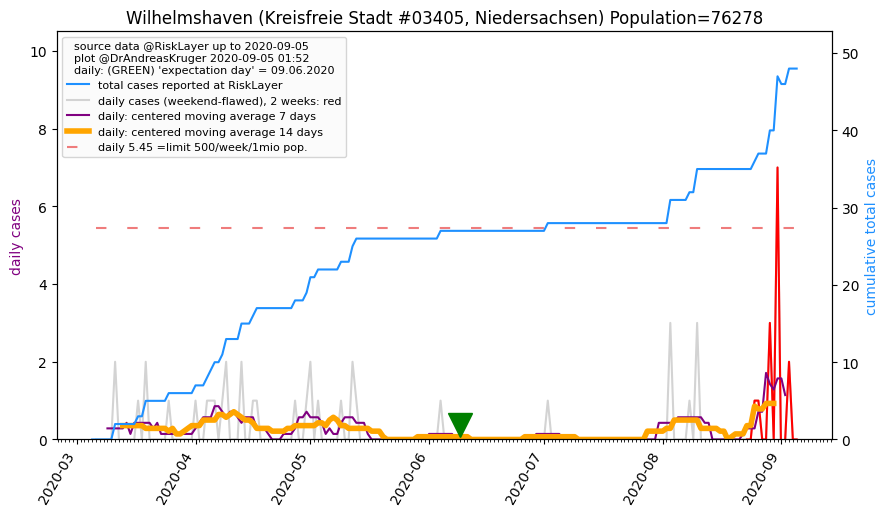 Wilhelmshaven (Kreisfreie Stadt #03405, Niedersachsen) Population=76278
source data @RiskLayer up to 2020-09-05
plot @DrAndreasKruger 2020-09-05 01:52
daily: (GREEN) 'expectation day' = 09.06.2020
total cases reported at RiskLayer
daily cases (weekend-flawed), 2 weeks: red
daily: centered moving average 7 days
daily: centered moving average 14 days
daily 5.45 =limit 500/week/1mio pop.
daily cases
10
8
6
4
2
0
cumulative total cases
50
40
30
20
10
0
2020-03
2020-04
2020-05
2020-06
2020-07
2020-08
2020-09